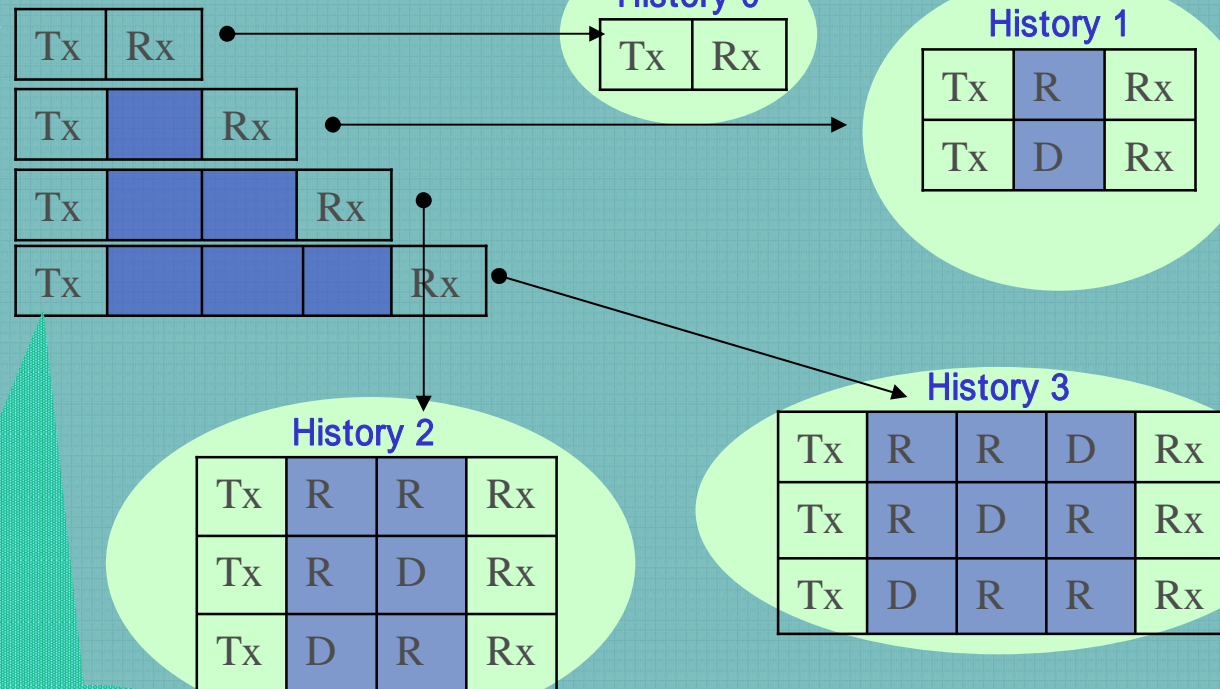 Tx Rx
Tx Rx
Tx Rx
Tx Rx
History
Tx Rx
History 1
Tx R Rx
Tx D Rx
History 2
Tx R R Rx
Tx R D Rx
Tx D R Rx
History 3
Tx R R D Rx
Tx R D R Rx
Tx D R R Rx